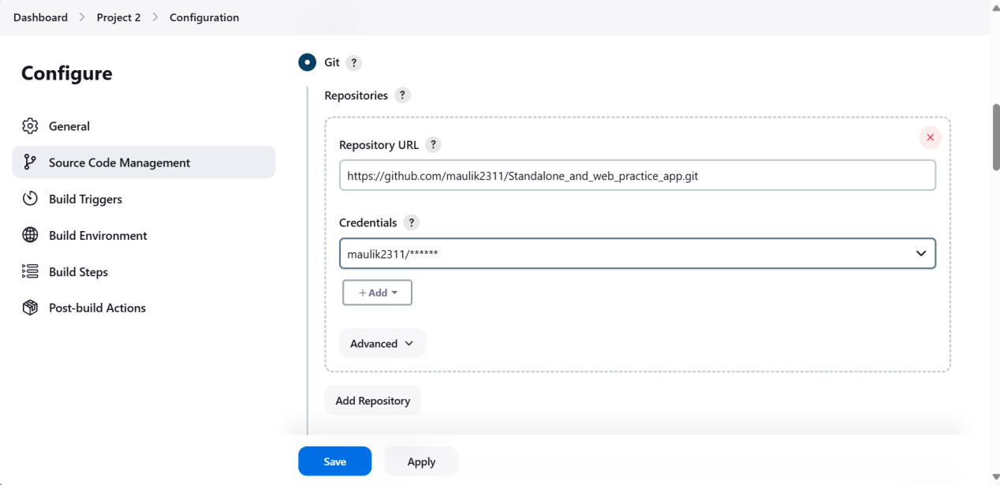 Dashboard > Project 2 > Configuration
Configure
General
Source Code Management
Build Triggers
Build Environment
Build Steps
Post-build Actions
Git ?
Repositories ?
Repository URL ?
https://github.com/maulik2311/Standalone_and_web_practice_app.git
Credentials ?
maulik2311/******
+ Add
Advanced
Add Repository
Save Apply